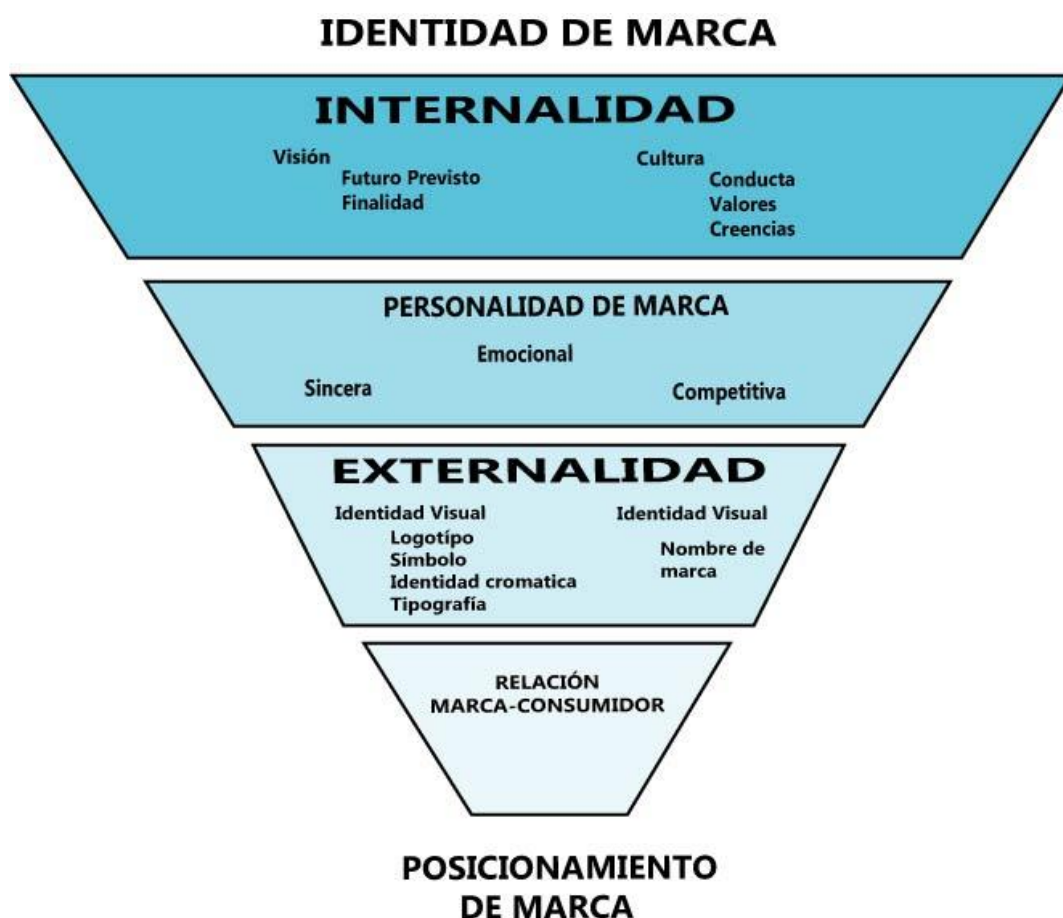 IDENTIDAD DE MARCA
INTERNALIDAD
Visión
Futuro Previsto
Finalidad
Cultura
Conducta
Valores
Creencias
PERSONALIDAD DE MARCA
Emocional
Sincera
Competitiva
EXTERNALIDAD
Identidad Visual
Logotípo
Símbolo
Identidad cromatica
Tipografía
Identidad Visual
Nombre de
marca
RELACIÓN
MARCA-CONSUMIDOR
POSICIONAMIENTO
DE MARCA